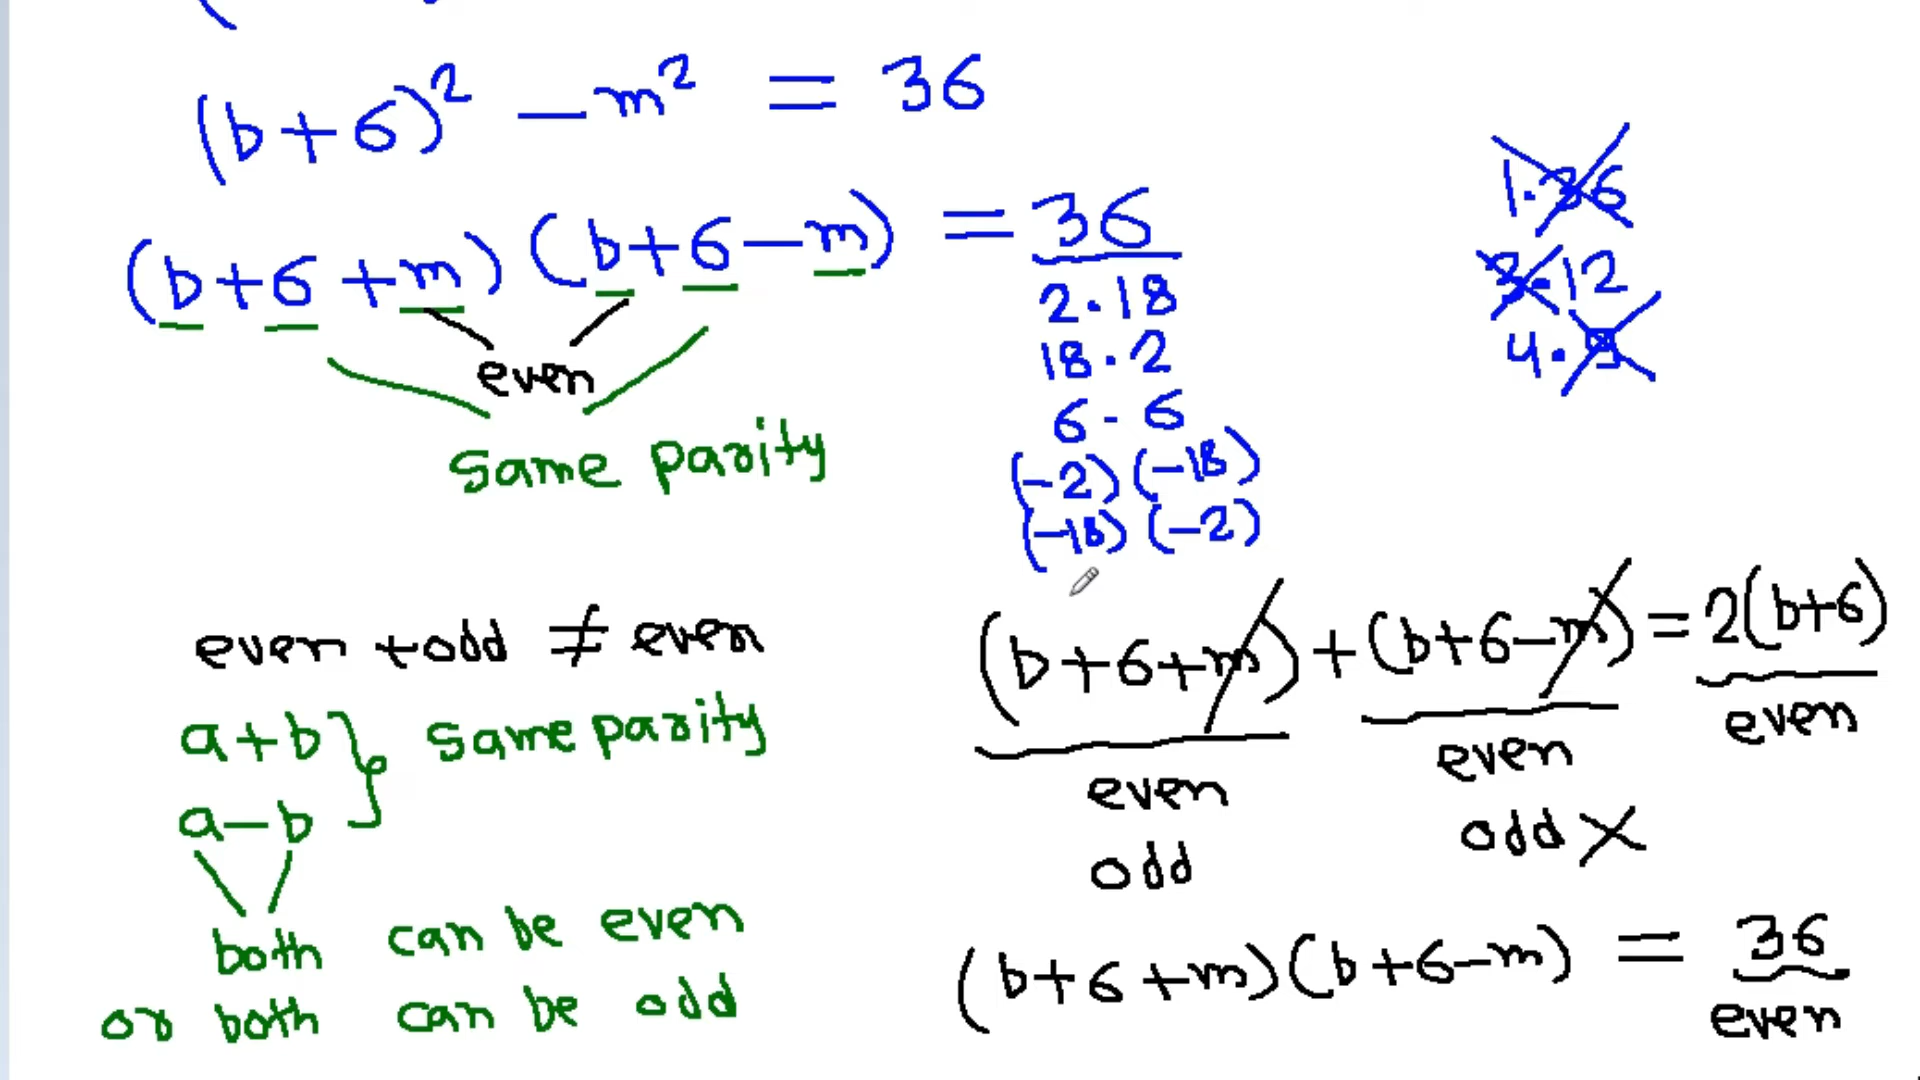 (b+6)² - m² = 36
(b+6+m)(b+6-m) = 36
even
same parity
2·18
18·2
6-6
(-2)(-18)
(-18)(-2)
1·36
3·12
4·9
even + odd ≠ even
a+b } same parity
a-b
both can be even
or both can be odd
(b+6+m)+(b+6-m) = 2(b+6)
even even even
odd odd ×
(b+6+m)(b+6-m) = 36
even